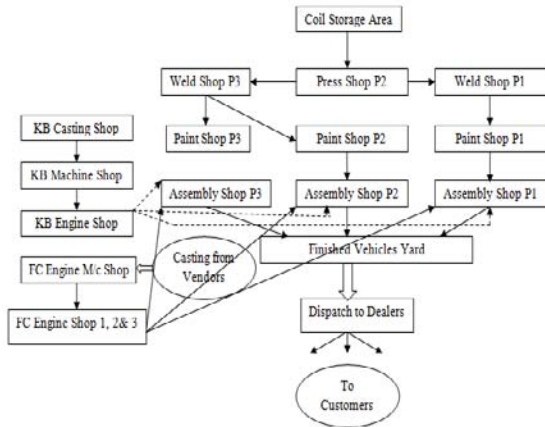 Coil Storage Area
Weld Shop P3
Press Shop P2
Weld Shop P1
KB Casting Shop
Paint Shop P3
Paint Shop P2
Paint Shop P1
KB Machine Shop
Assembly Shop P3
Assembly Shop P2
Assembly Shop P1
KB Engine Shop
Finished Vehicles Yard
FC Engine M/c Shop
Casting from
Vendors
FC Engine Shop 1, 2& 3
Dispatch to Dealers
To
Customers